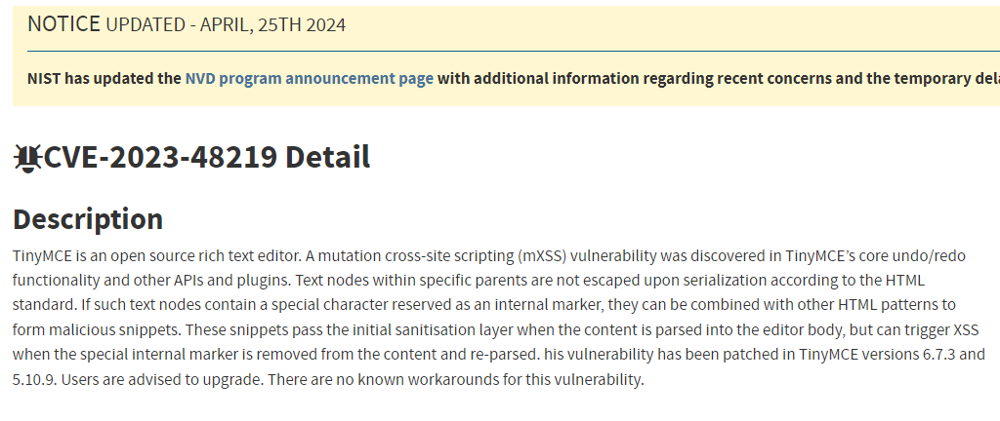 NOTICE UPDATED - APRIL, 25TH 2024
NIST has updated the NVD program announcement page with additional information regarding recent concerns and the temporary
CVE-2023-48219 Detail
Description
TinyMCE is an open source rich text editor. A mutation cross-site scripting (mXSS) vulnerability was discovered in TinyMCE’s core undo/redo
functionality and other APIs and plugins. Text nodes within specific parents are not escaped upon serialization according to the HTML
standard. If such text nodes contain a special character reserved as an internal marker, they can be combined with other HTML patterns to
form malicious snippets. These snippets pass the initial sanitisation layer when the content is parsed into the editor body, but can trigger XSS
when the special internal marker is removed from the content and re-parsed. his vulnerability has been patched in TinyMCE versions 6.7.3 and
5.10.9. Users are advised to upgrade. There are no known workarounds for this vulnerability.